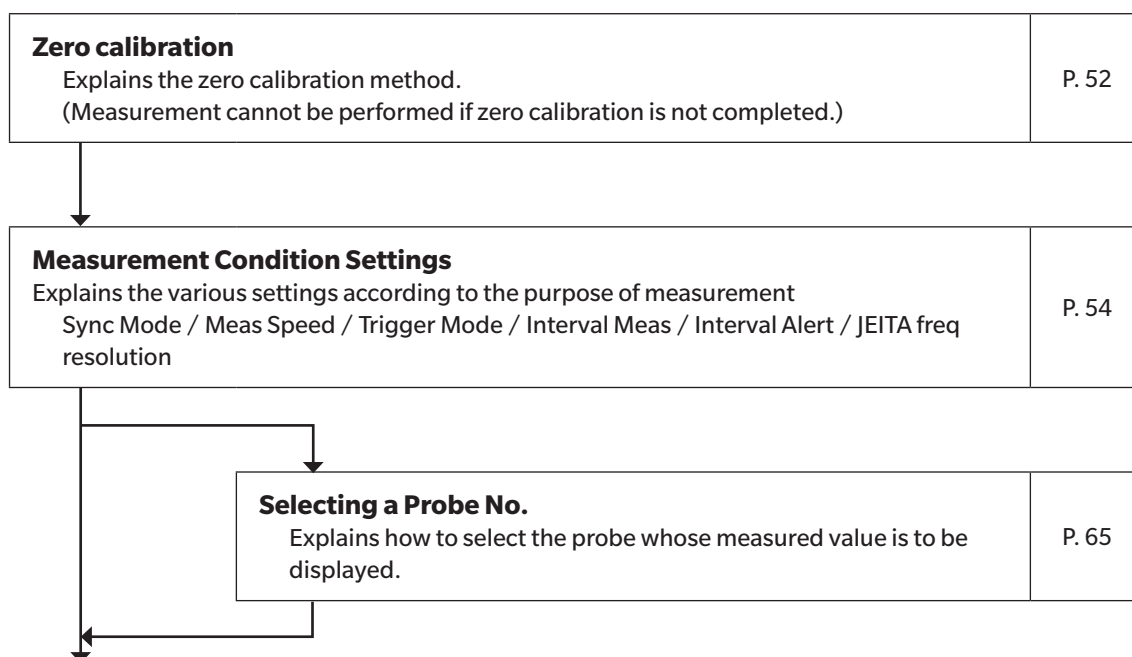 Zero calibration
Explains the zero calibration method.
(Measurement cannot be performed if zero calibration is not completed.)
P. 52
Measurement Condition Settings
Explains the various settings according to the purpose of measurement
Sync Mode / Meas Speed / Trigger Mode / Interval Meas / Interval Alert / JEITA freq
resolution
P. 54
Selecting a Probe No.
Explains how to select the probe whose measured value is to be
displayed.
P. 65